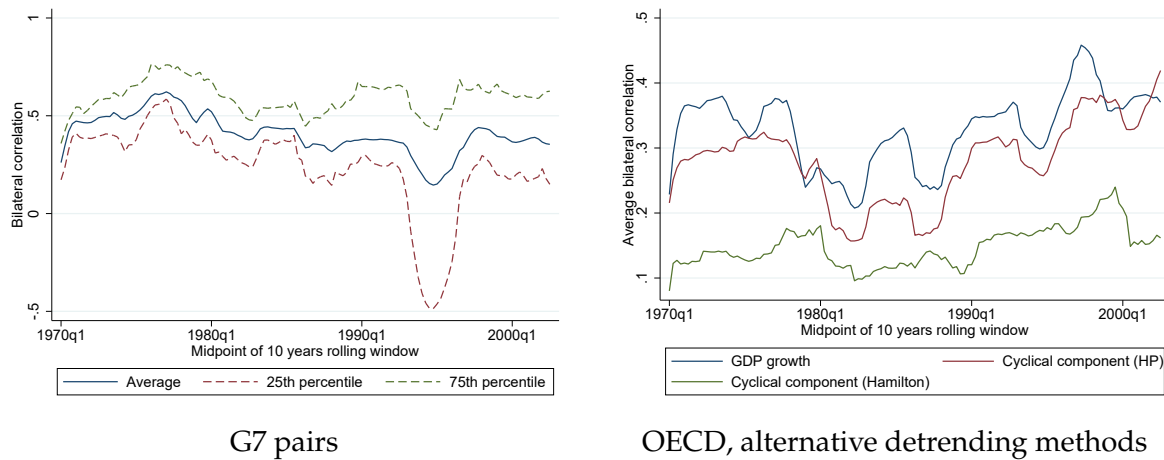 Bilateral correlation
1
.5
0
-.5
1970q1 1980q1 1990q1 2000q1
Midpoint of 10 years rolling window
Average 25th percentile 75th percentile
G7 pairs
Average bilateral correlation
.5
.4
.3
.2
.1
1970q1 1980q1 1990q1 2000q1
Midpoint of 10 years rolling window
GDP growth Cyclical component (HP)
Cyclical component (Hamilton)
OECD, alternative detrending methods